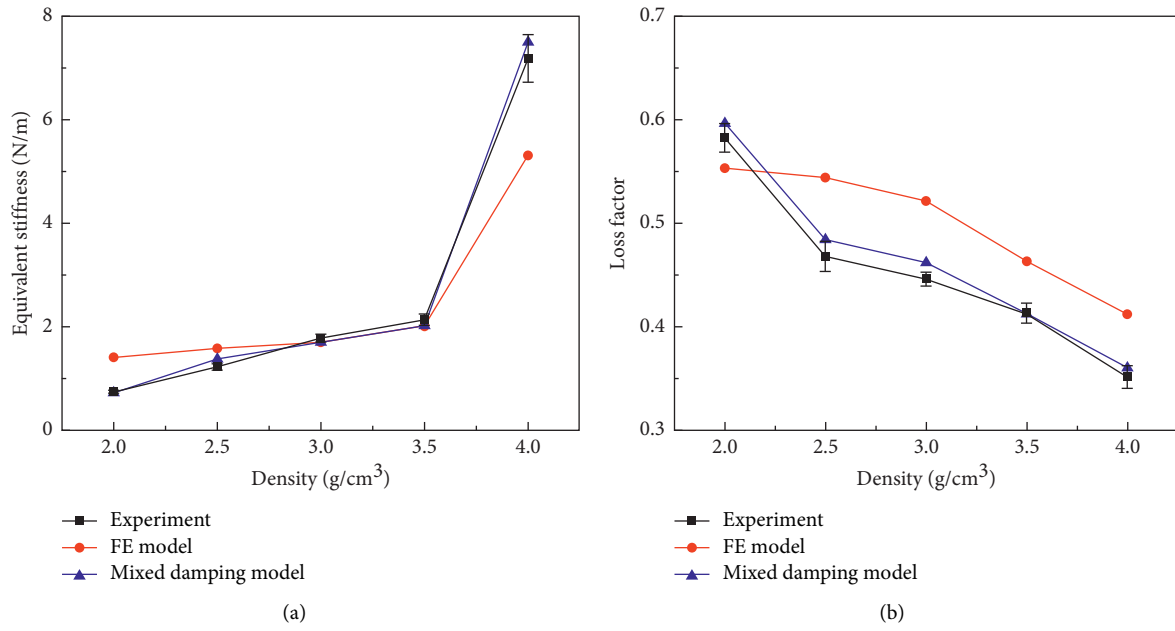 8
6
4
2
0
Equivalent stiffness (N/m)
2.0 2.5 3.0 3.5 4.0
Density (g/cm³)
Experiment
FE model
Mixed damping model
(a)
0.7
0.6
0.5
0.4
0.3
Loss factor
2.0 2.5 3.0 3.5 4.0
Density (g/cm³)
Experiment
FE model
Mixed damping model
(b)